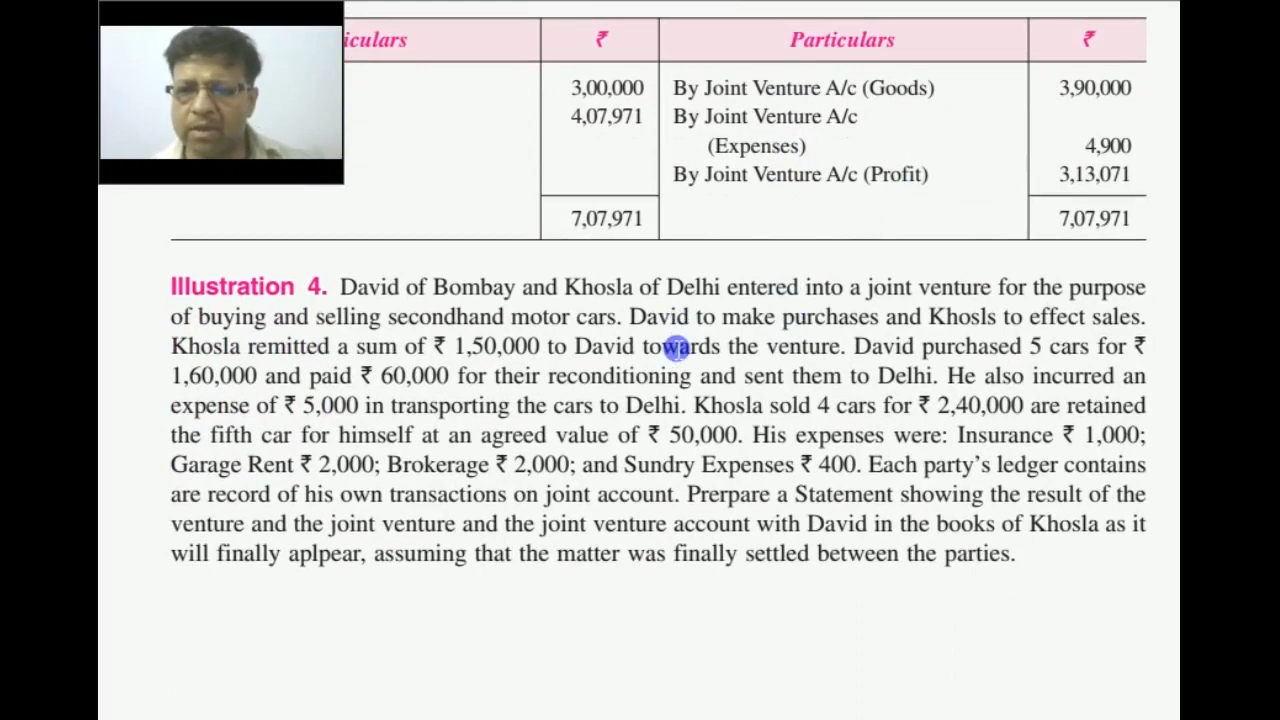 iculars ₹ Particulars ₹
3,00,000 By Joint Venture A/c (Goods) 3,90,000
4,07,971 By Joint Venture A/c
(Expenses) 4,900
By Joint Venture A/c (Profit) 3,13,071
7,07,971 7,07,971
Illustration 4. David of Bombay and Khosla of Delhi entered into a joint venture for the purpose
of buying and selling secondhand motor cars. David to make purchases and Khosls to effect sales.
Khosla remitted a sum of ₹ 1,50,000 to David towards the venture. David purchased 5 cars for ₹
1,60,000 and paid ₹ 60,000 for their reconditioning and sent them to Delhi. He also incurred an
expense of ₹ 5,000 in transporting the cars to Delhi. Khosla sold 4 cars for ₹ 2,40,000 are retained
the fifth car for himself at an agreed value of ₹ 50,000. His expenses were: Insurance ₹ 1,000;
Garage Rent ₹ 2,000; Brokerage ₹ 2,000; and Sundry Expenses ₹ 400. Each party’s ledger contains
are record of his own transactions on joint account. Prerpare a Statement showing the result of the
venture and the joint venture and the joint venture account with David in the books of Khosla as it
will finally aplpear, assuming that the matter was finally settled between the parties.